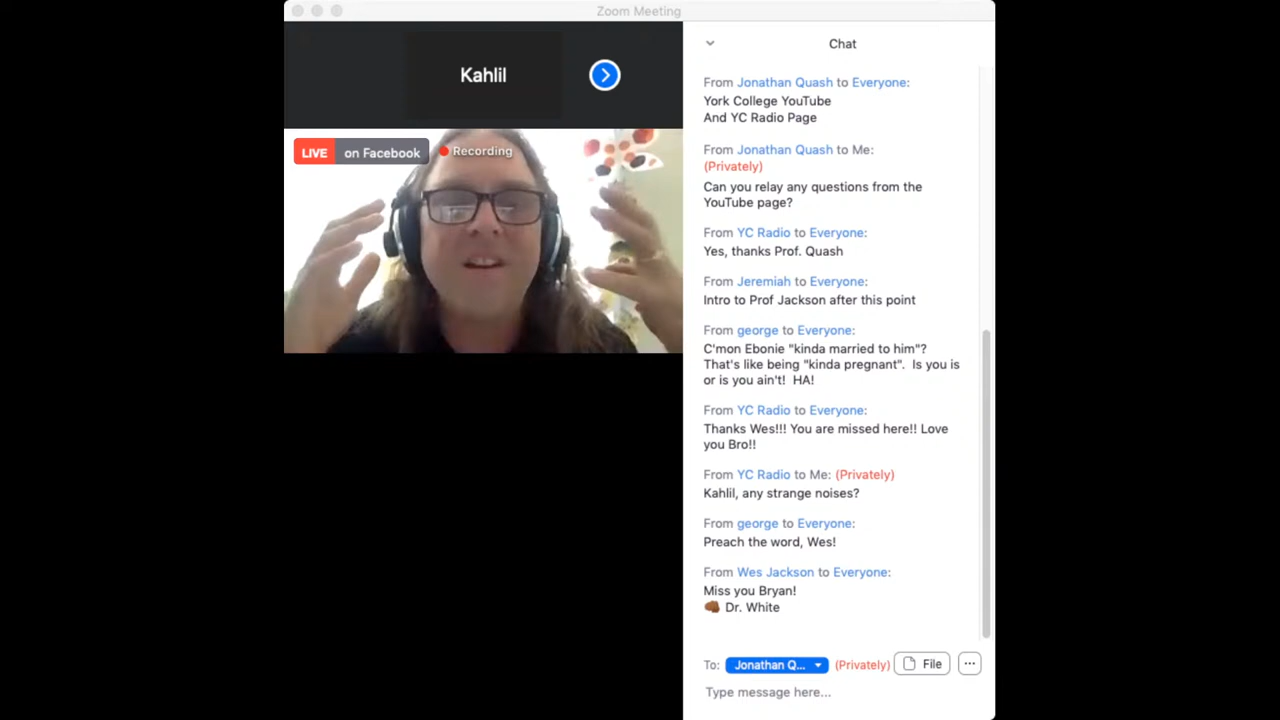 Zoom Meeting
Kahlil
LIVE on Facebook
Recording
Chat
From Jonathan Quash to Everyone:
York College YouTube
And YC Radio Page
From Jonathan Quash to Me:
(Privately)
Can you relay any questions from the
YouTube page?
From YC Radio to Everyone:
Yes, thanks Prof. Quash
From Jeremiah to Everyone:
Intro to Prof Jackson after this point
From george to Everyone:
C'mon Ebonie "kinda married to him"?
That's like being "kinda pregnant".  Is you is
or is you ain't!  HA!
From YC Radio to Everyone:
Thanks Wes!!! You are missed here!! Love
you Bro!!
From YC Radio to Me: (Privately)
Kahlil, any strange noises?
From george to Everyone:
Preach the word, Wes!
From Wes Jackson to Everyone:
Miss you Bryan!
Dr. White
To: Jonathan Q... (Privately) File
Type message here...